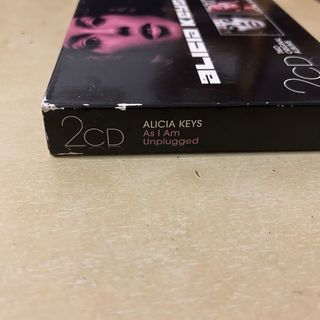 ALICIA KEYS
2CD
2CD
ALICIA KEYS
As I Am
Unplugged